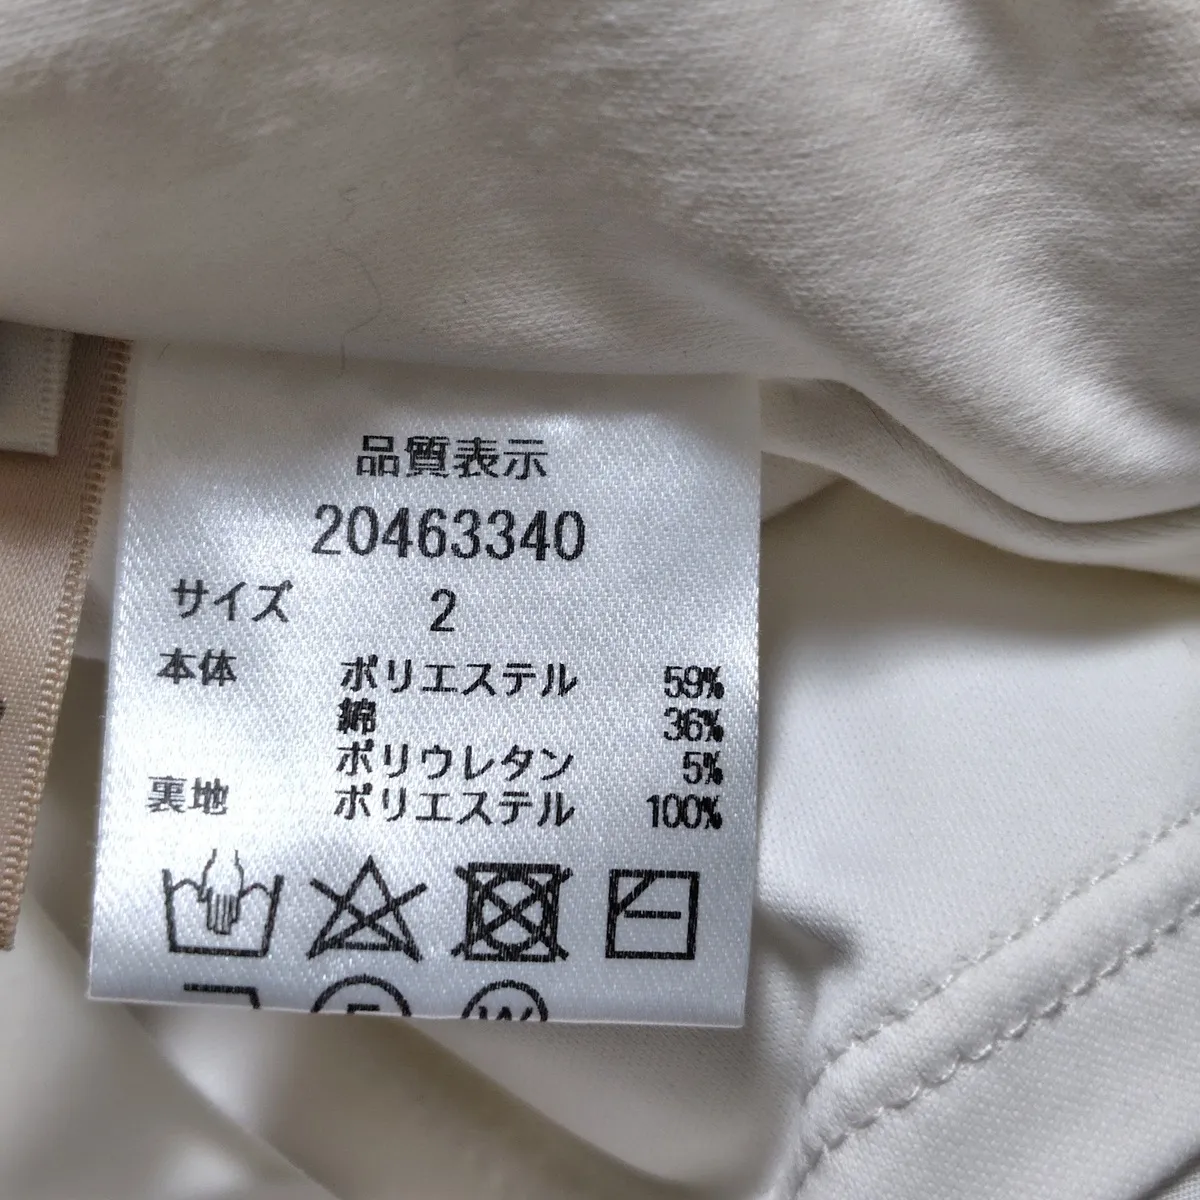 品質表示
20463340
サイズ 2
本体 ポリエステル 59%
綿 36%
ポリウレタン 5%
裏地 ポリエステル 100%